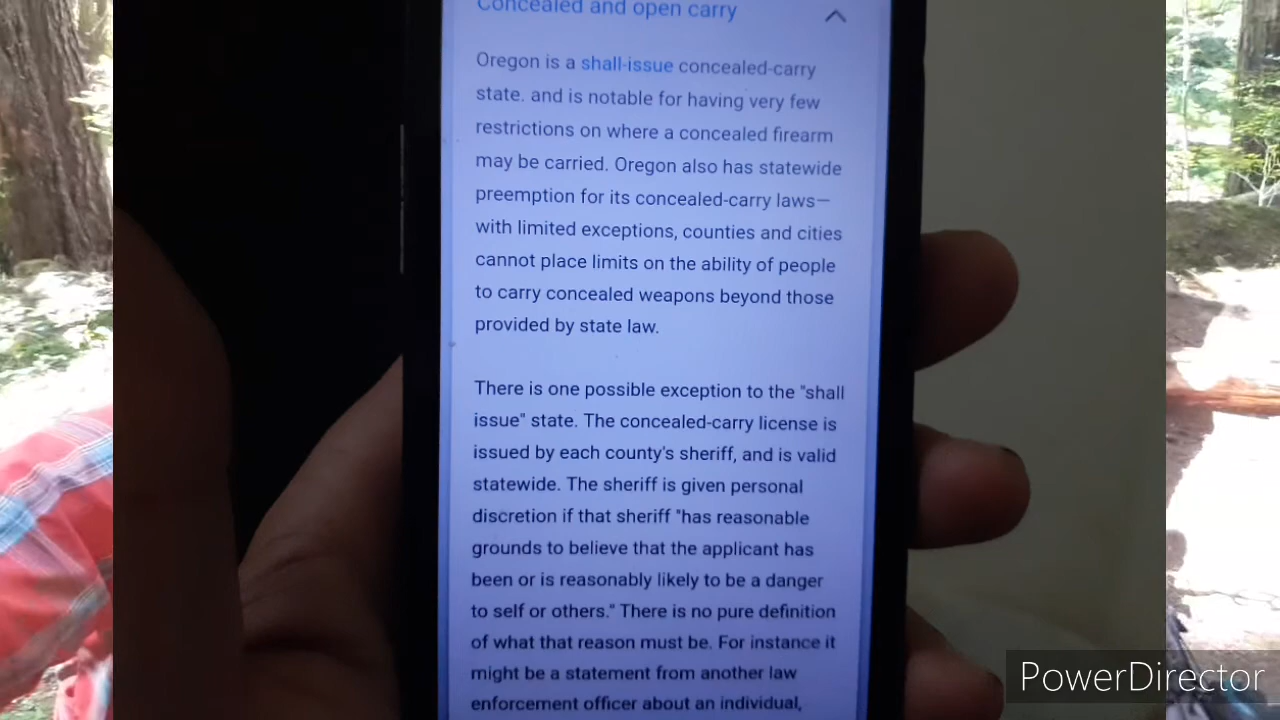 Concealed and open carry
Oregon is a shall-issue concealed-carry
state. and is notable for having very few
restrictions on where a concealed firearm
may be carried. Oregon also has statewide
preemption for its concealed-carry laws—
with limited exceptions, counties and cities
cannot place limits on the ability of people
to carry concealed weapons beyond those
provided by state law.
There is one possible exception to the "shall
issue" state. The concealed-carry license is
issued by each county's sheriff, and is valid
statewide. The sheriff is given personal
discretion if that sheriff "has reasonable
grounds to believe that the applicant has
been or is reasonably likely to be a danger
to self or others." There is no pure definition
of what that reason must be. For instance it
might be a statement from another law
enforcement officer about an individual,
PowerDirector